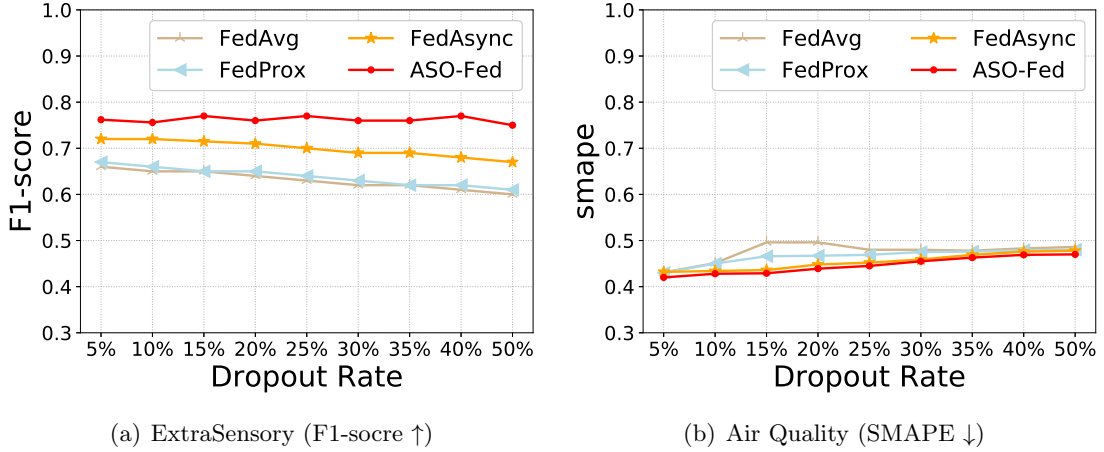 1.0
0.9
0.8
0.7
0.6
0.5
0.4
0.3
F1-score
FedAvg
FedProx
FedAsync
ASO-Fed
5% 10% 15% 20% 25% 30% 35% 40% 50%
Dropout Rate
(a) ExtraSensory (F1-socre ↑)
1.0
0.9
0.8
0.7
0.6
0.5
0.4
0.3
smape
FedAvg
FedProx
FedAsync
ASO-Fed
5% 10% 15% 20% 25% 30% 35% 40% 50%
Dropout Rate
(b) Air Quality (SMAPE ↓)